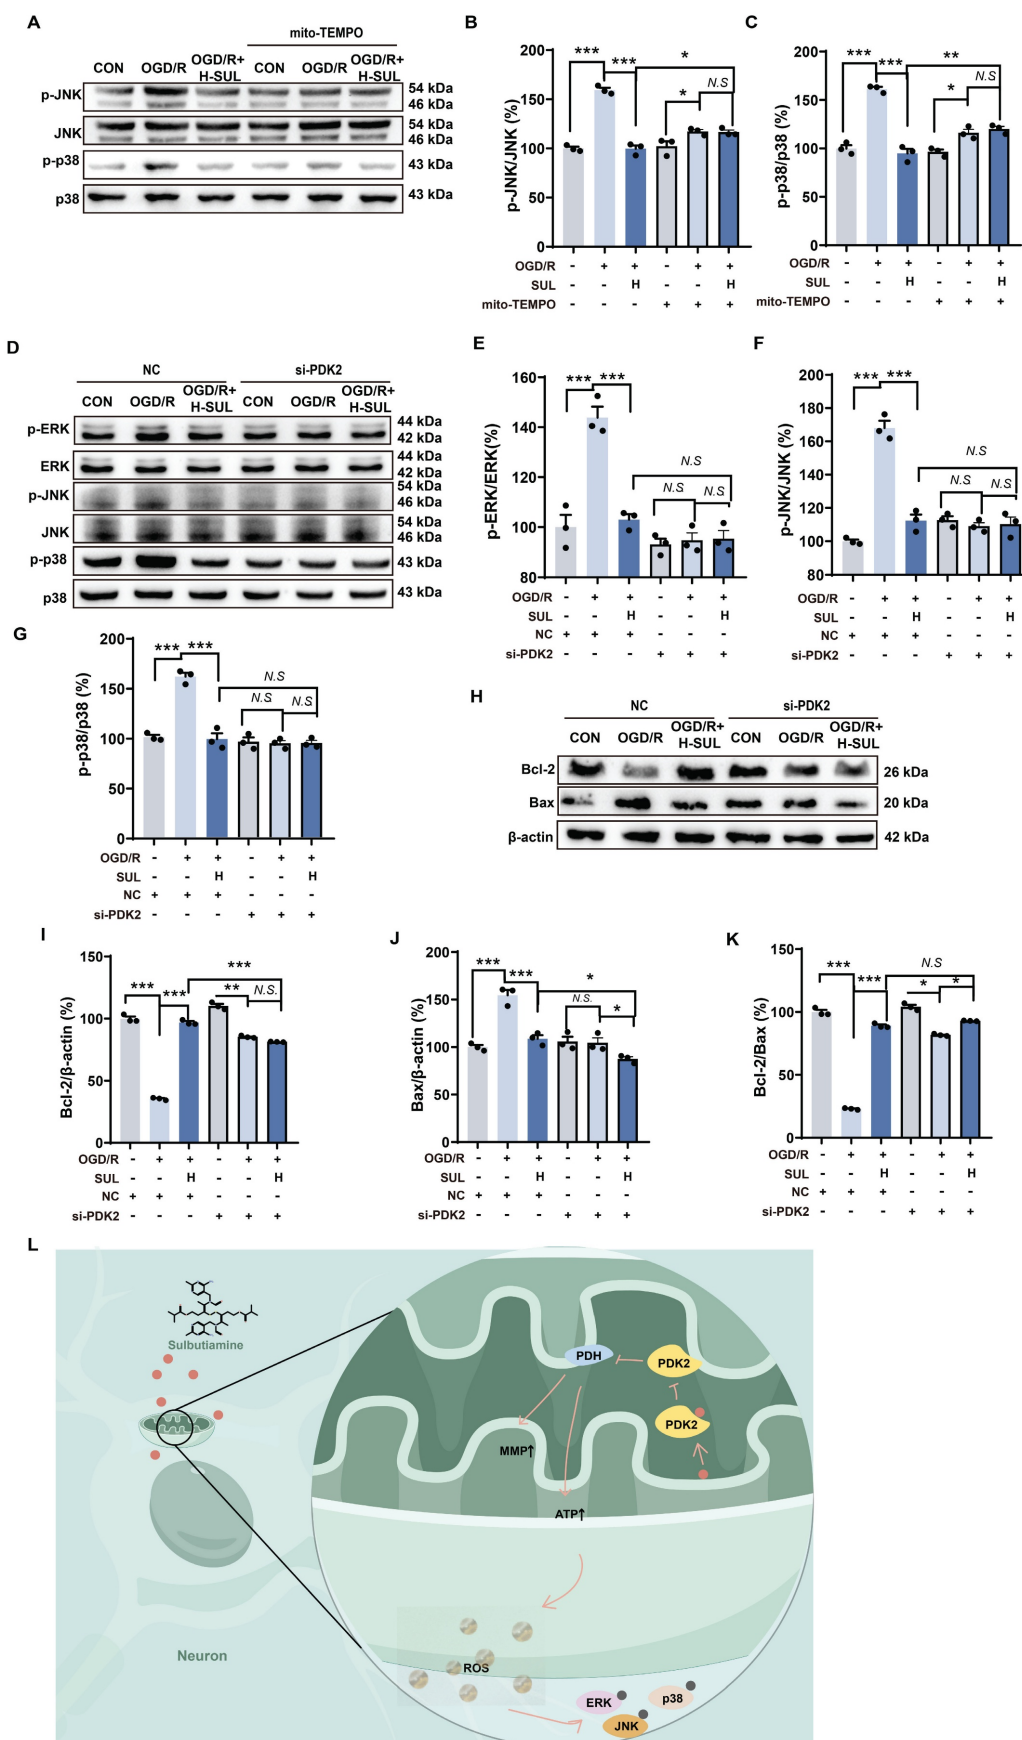 A
mito-TEMPO
CON OGD/R OGD/R+ H-SUL CON OGD/R OGD/R+ H-SUL
p-JNK 54 kDa
46 kDa
JNK 54 kDa
46 kDa
p-p38 43 kDa
p38 43 kDa
B
p-JNK/JNK (%)
200
150
100
50
0
*** *** * * N.S
OGD/R - + + - + +
SUL - - H - - H
mito-TEMPO - - - + + +
C
p-p38/p38 (%)
200
150
100
50
0
*** *** ** * N.S
OGD/R - + + - + +
SUL - - H - - H
mito-TEMPO - - - + + +
D
NC si-PDK2
CON OGD/R OGD/R+ H-SUL CON OGD/R OGD/R+ H-SUL
p-ERK 44 kDa
42 kDa
ERK 44 kDa
42 kDa
p-JNK 54 kDa
46 kDa
JNK 54 kDa
46 kDa
p-p38 43 kDa
p38 43 kDa
E
p-ERK/ERK(%)
160
140
120
100
80
*** *** N.S N.S N.S.
OGD/R - + + - + +
SUL - - H - - H
NC + + + - - -
si-PDK2 - - - + + +
F
p-JNK/JNK (%)
200
180
160
140
120
100
80
*** *** N.S N.S N.S.
OGD/R - + + - + +
SUL - - H - - H
NC + + + - - -
si-PDK2 - - - + + +
G
p-p38/p38 (%)
200
150
100
50
0
*** *** N.S N.S N.S.
OGD/R - + + - + +
SUL - - H - - H
NC + + + - - -
si-PDK2 - - - + + +
H
NC si-PDK2
CON OGD/R OGD/R+ H-SUL CON OGD/R OGD/R+ H-SUL
Bcl-2 26 kDa
Bax 20 kDa
β-actin 42 kDa
I
Bcl-2/β-actin (%)
150
100
50
0
*** *** *** ** N.S.
OGD/R - + + - + +
SUL - - H - - H
NC + + + - - -
si-PDK2 - - - + + +
J
Bax/β-actin (%)
200
150
100
50
0
*** *** * N.S. *
OGD/R - + + - + +
SUL - - H - - H
NC + + + - - -
si-PDK2 - - - + + +
K
Bcl-2/Bax (%)
150
100
50
0
*** *** N.S * *
OGD/R - + + - + +
SUL - - H - - H
NC + + + - - -
si-PDK2 - - - + + +
L
Sulbutiamine
PDH
PDK2
PDK2
MMP↑
ATP↑
Neuron
ROS
ERK
p38
JNK